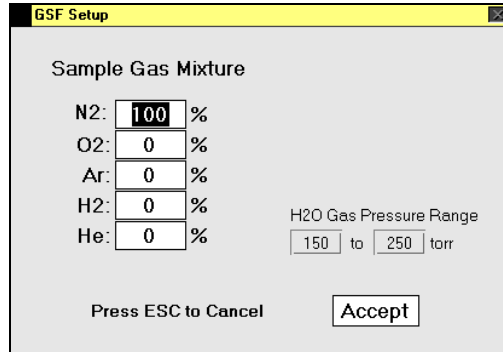 GSF Setup
Sample Gas Mixture
N2: 100 %
O2: 0 %
Ar: 0 %
H2: 0 %
He: 0 %
H2O Gas Pressure Range
150 to 250 torr
Press ESC to Cancel
Accept